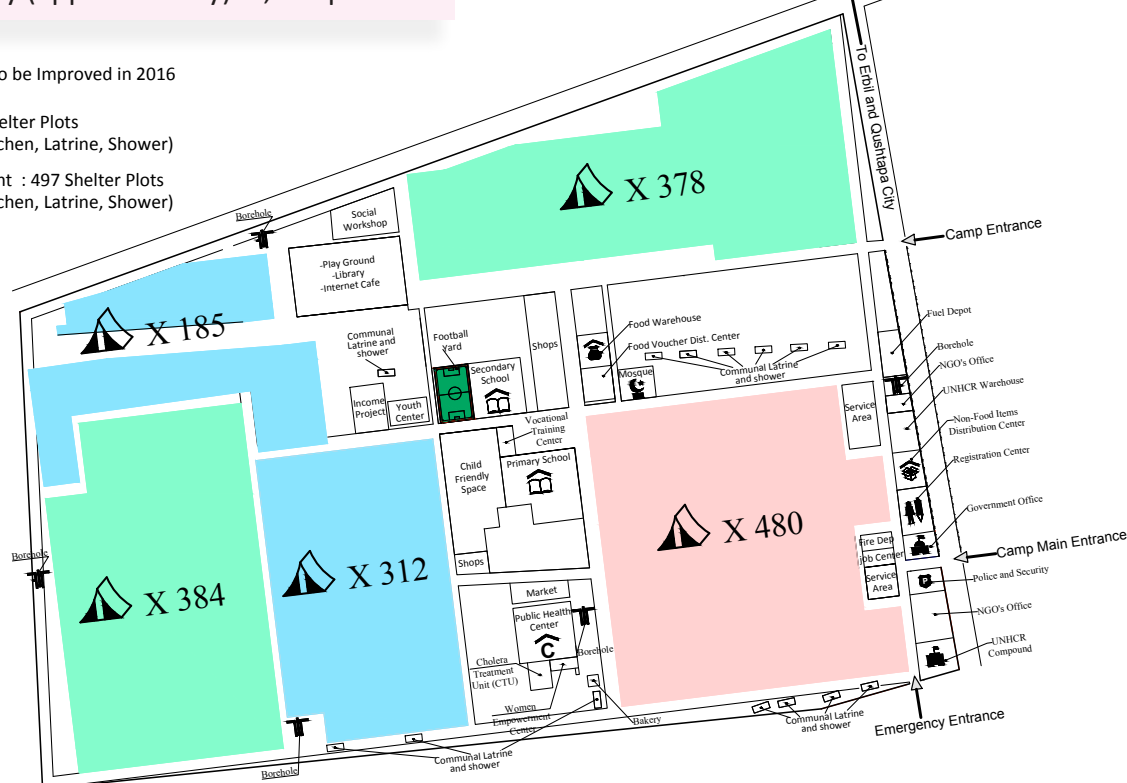 o be Improved in 2016
elter Plots
chen, Latrine, Shower)
nt : 497 Shelter Plots
chen, Latrine, Shower)
To Erbil and Qushtapa City
X 378
Camp Entrance
Borehole
Social
Workshop
-Play Ground
-Library
-Internet Cafe
X 185
Communal
Latrine and
shower
Football
Yard
Secondary
School
Shops
Food Warehouse
Food Voucher Dist. Center
Mosque
Communal Latrine
and shower
Fuel Depot
Borehole
NGO's Office
UNHCR Warehouse
Non-Food Items
Distribution Center
Registration Center
Government Office
Income
Project
Youth
Center
Vocational
Training
Center
Service
Area
Child
Friendly
Space
Primary School
X 480
Fire Dep
Job Center
Service
Area
Camp Main Entrance
Police and Security
NGO's Office
UNHCR
Compound
Borehole
X 384
X 312
Shops
Market
Public Health
Center
C
Borehole
Cholera
Treatment
Unit (CTU)
Women
Empowerment
Center
Bakery
Communal Latrine
and shower
Emergency Entrance
Borehole
Communal Latrine
and shower